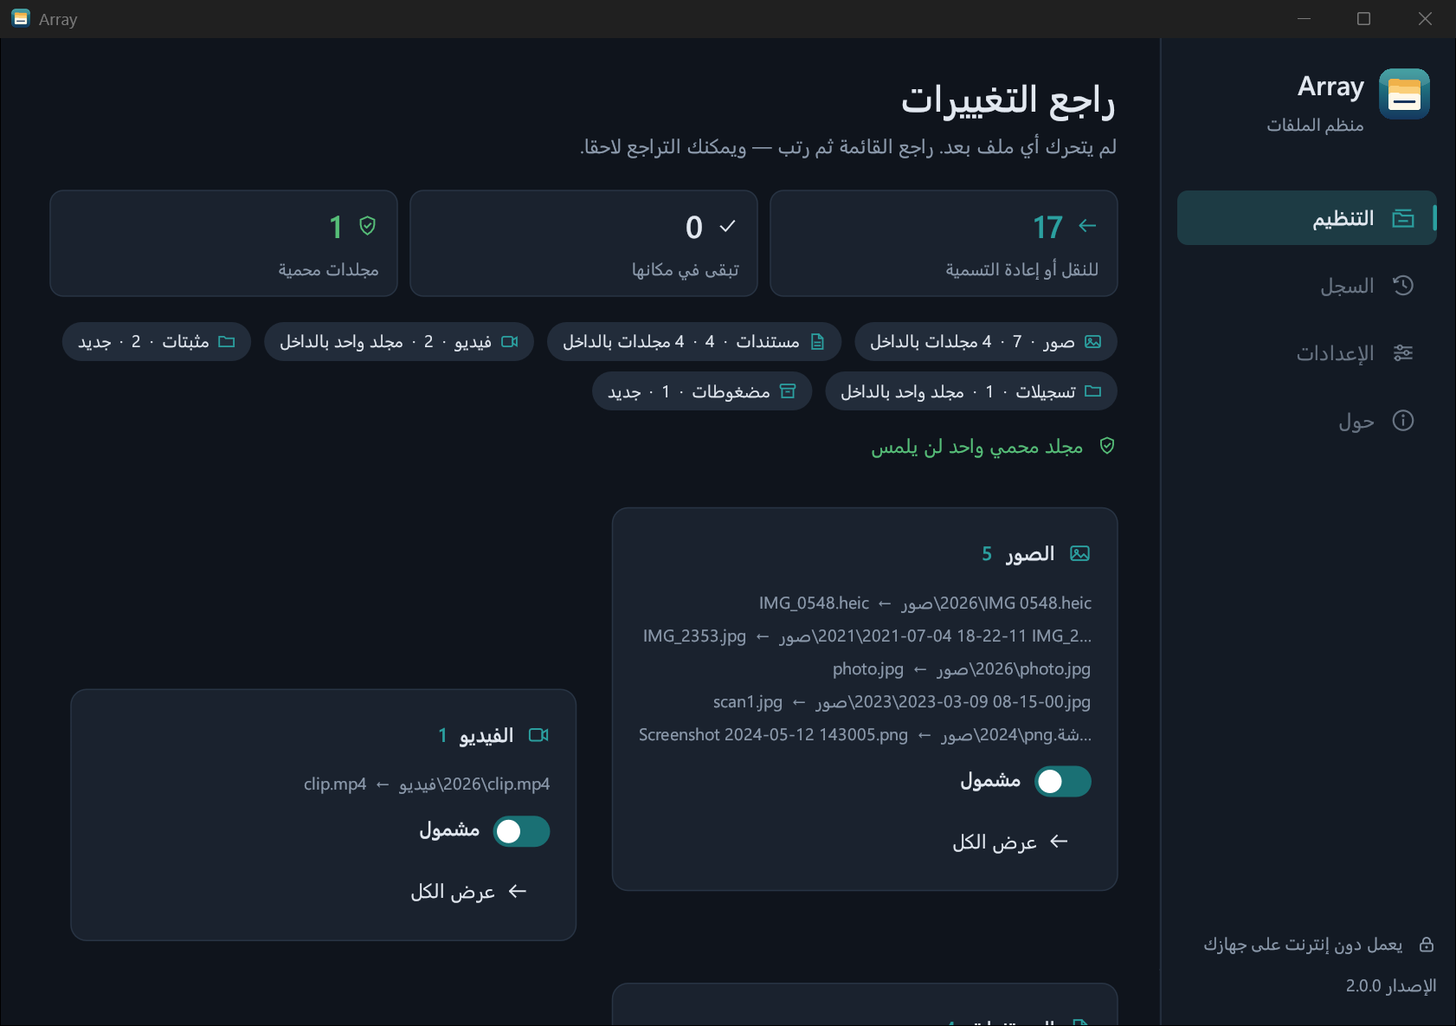 Array
Array
منظم الملفات
التنظيم
السجل
الإعدادات
حول
يعمل دون إنترنت على جهازك
الإصدار 2.0.0
راجع التغييرات
لم يتحرك أي ملف بعد. راجع القائمة ثم رتب — ويمكنك التراجع لاحقا.
17
للنقل أو إعادة التسمية
0
تبقى في مكانها
1
مجلدات محمية
صور · 7 · 4 مجلدات بالداخل
مستندات · 4 · 4 مجلدات بالداخل
فيديو · 2 · مجلد واحد بالداخل
مثبتات · 2 · جديد
تسجيلات · 1 · مجلد واحد بالداخل
مضغوطات · 1 · جديد
مجلد محمي واحد لن يلمس
الصور 5
IMG_0548.heic ← صور\2026\IMG 0548.heic
IMG_2353.jpg ← صور\2021\2021-07-04 18-22-11 IMG_2...
photo.jpg ← صور\2026\photo.jpg
scan1.jpg ← صور\2023\2023-03-09 08-15-00.jpg
Screenshot 2024-05-12 143005.png ← صور\2024\png.شة...
مشمول
عرض الكل
الفيديو 1
clip.mp4 ← فيديو\2026\clip.mp4
مشمول
عرض الكل